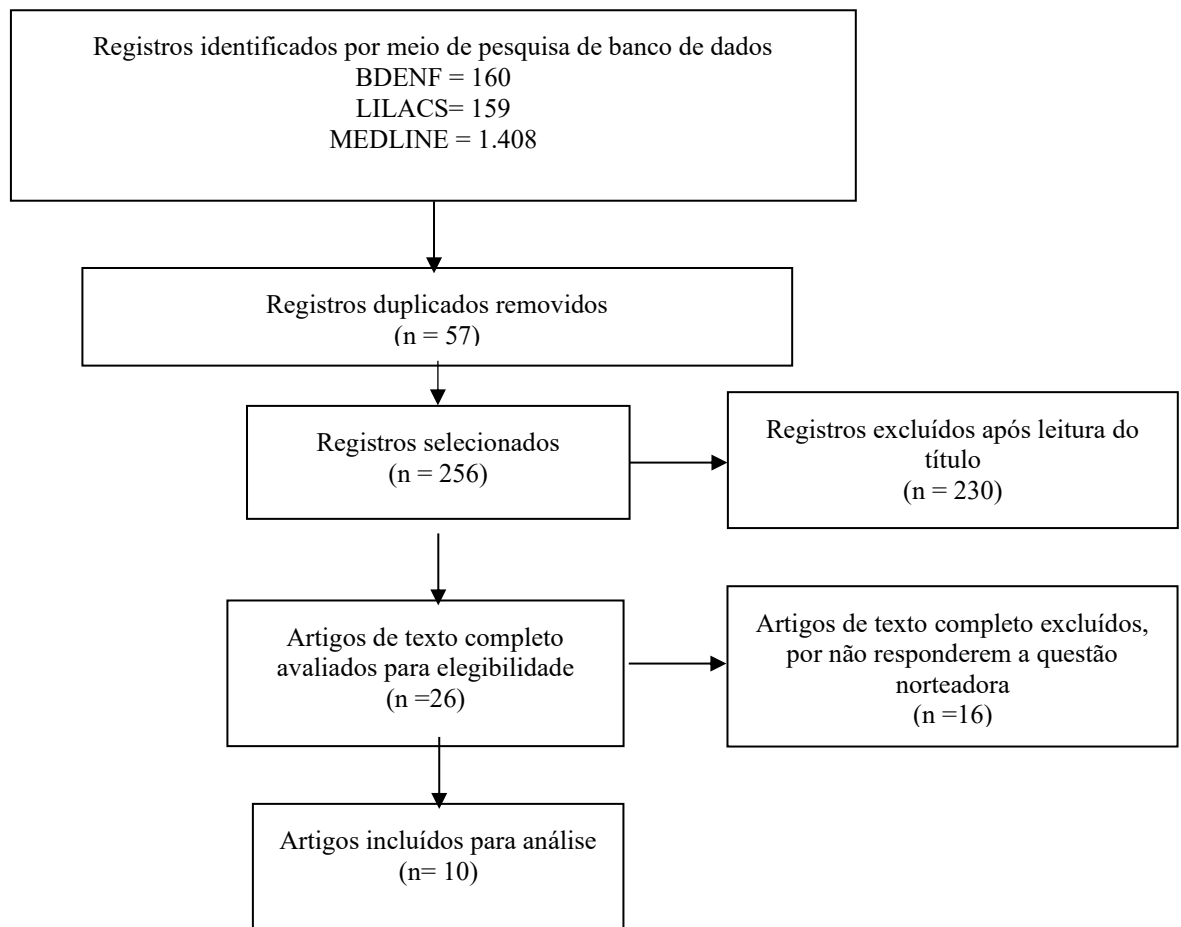 Registros identificados por meio de pesquisa de banco de dados
BDENF = 160
LILACS= 159
MEDLINE = 1.408
Registros duplicados removidos
(n = 57)
Registros selecionados
(n = 256)
Registros excluídos após leitura do
título
(n = 230)
Artigos de texto completo
avaliados para elegibilidade
(n =26)
Artigos de texto completo excluídos,
por não responderem a questão
norteadora
(n =16)
Artigos incluídos para análise
(n= 10)